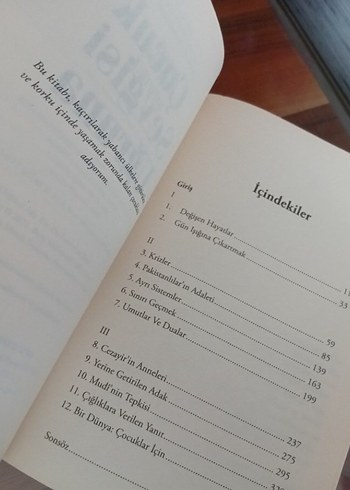 Bu kitabı, kaçırılarak yabancı ülkelere
ve korku içinde yaşamak zorunda kalan
adıyorum.
İçindekiler
Giriş
I
1. Değişen Hayatlar
2. Gün Işığına Çıkartmak 53
II
3. Krizler 59
4. Pakistanlılar'ın Adaleti 85
5. Ayrı Sistemler 139
6. Sınırı Geçmek 163
7. Umutlar Ve Dualar 199
III
8. Cezayir'in Anneleri 237
9. Yerine Getirilen Adak 275
10. Mudi'nin Tepkisi 295
11. Çığlıklara Verilen Yanıt
12. Bir Dünya: Çocuklar İçin
Sonsöz